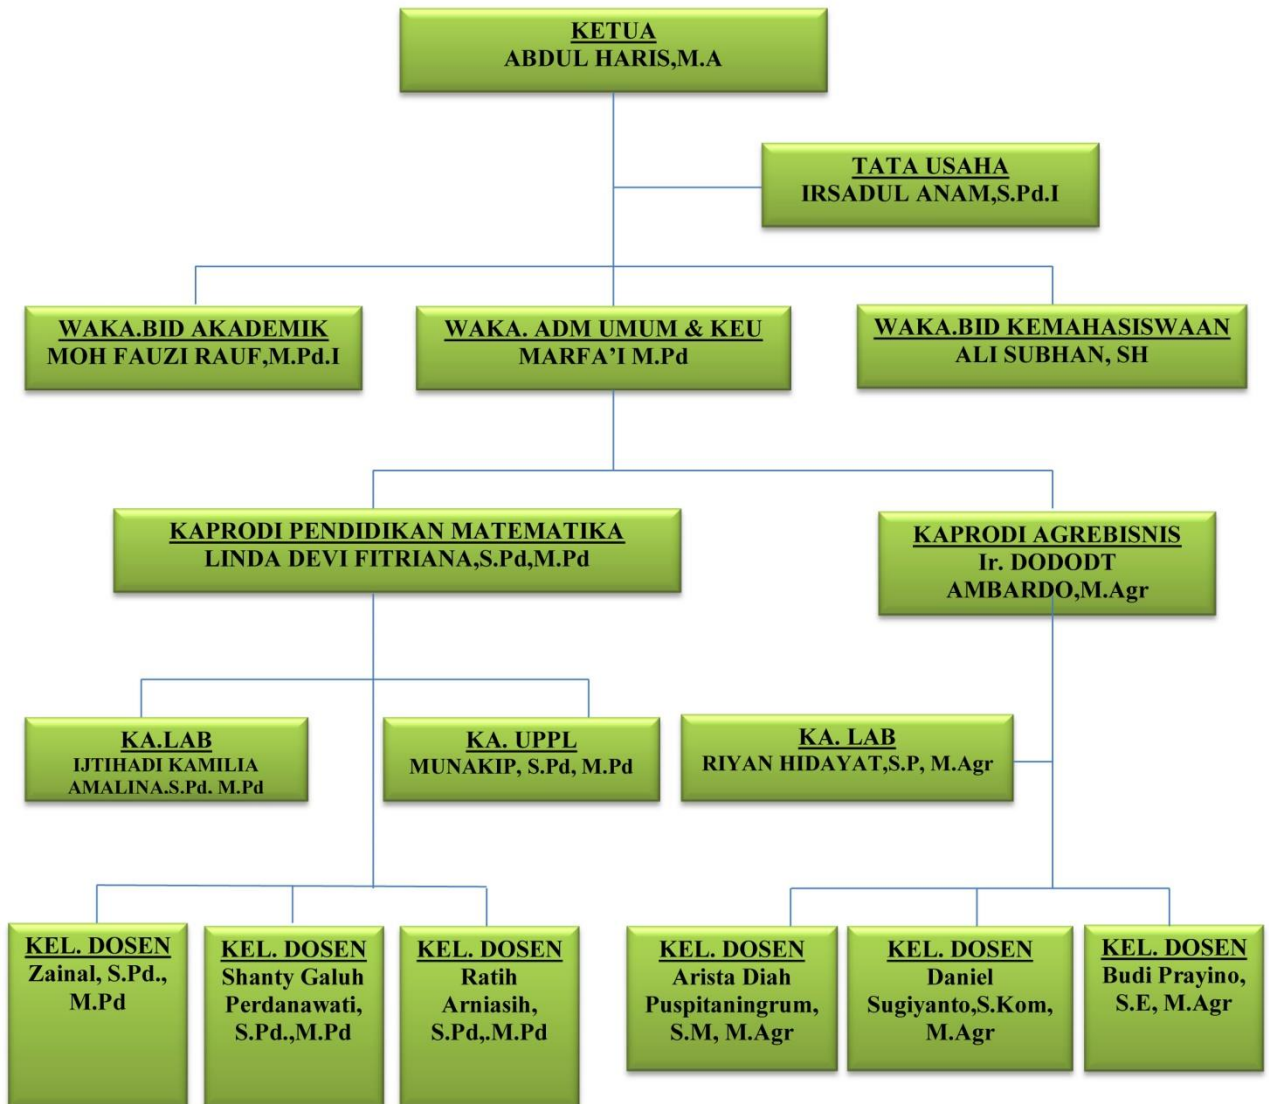 KETUA
ABDUL HARIS,M.A
TATA USAHA
IRSADUL ANAM,S.Pd.I
WAKA.BID AKADEMIK
MOH FAUZI RAUF,M.Pd.I
WAKA. ADM UMUM & KEU
MARFA’I M.Pd
WAKA.BID KEMAHASISWAAN
ALI SUBHAN, SH
KAPRODI PENDIDIKAN MATEMATIKA
LINDA DEVI FITRIANA,S.Pd,M.Pd
KAPRODI AGREBISNIS
Ir. DODODT
AMBARDO,M.Agr
KA.LAB
IJTIHADI KAMILIA
AMALINA.S.Pd. M.Pd
KA. UPPL
MUNAKIP, S.Pd, M.Pd
KA. LAB
RIYAN HIDAYAT,S.P, M.Agr
KEL. DOSEN
Zainal, S.Pd.,
M.Pd
KEL. DOSEN
Shanty Galuh
Perdanawati,
S.Pd.,M.Pd
KEL. DOSEN
Ratih
Arniasih,
S.Pd,.M.Pd
KEL. DOSEN
Arista Diah
Puspitaningrum,
S.M, M.Agr
KEL. DOSEN
Daniel
Sugiyanto,S.Kom,
M.Agr
KEL. DOSEN
Budi Prayino,
S.E, M.Agr